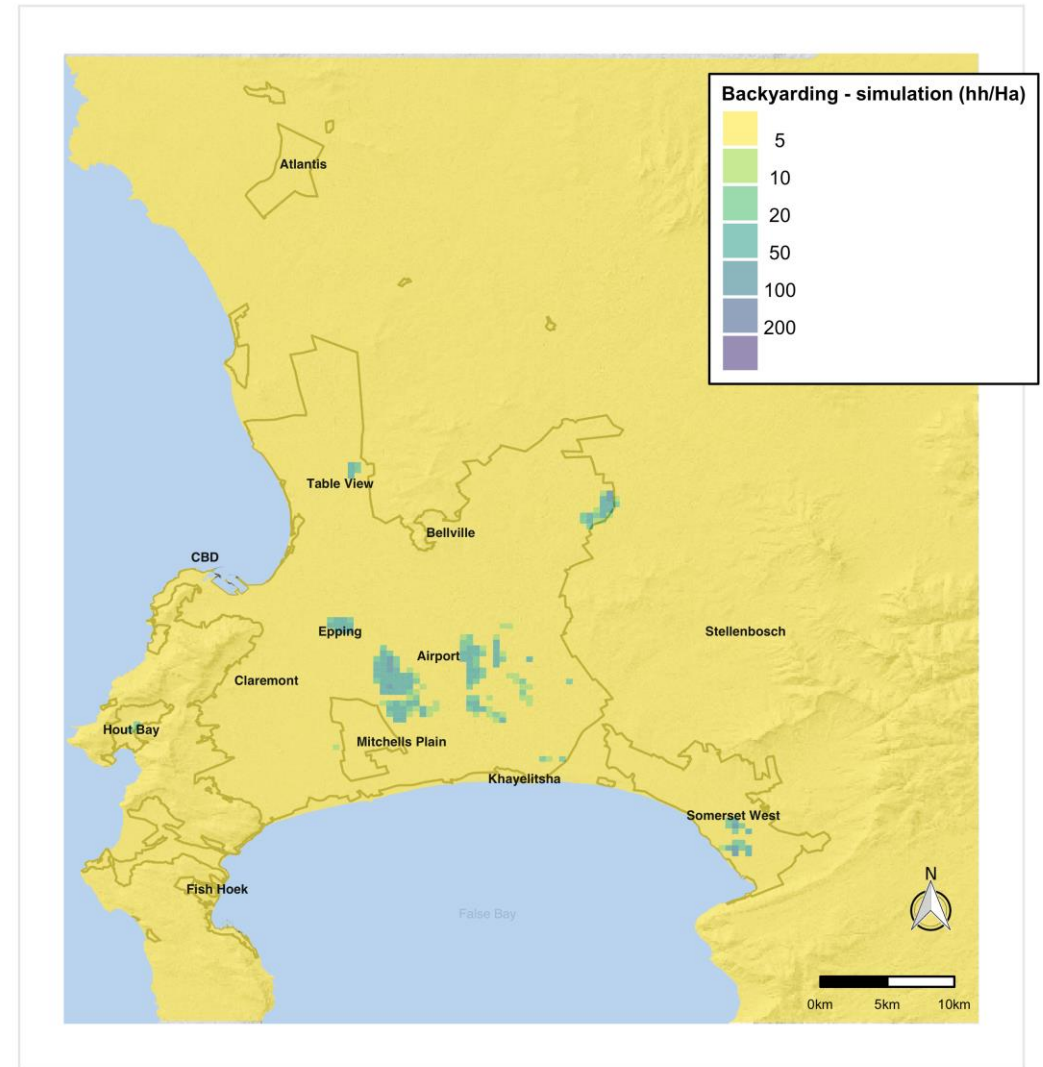 Backyarding - simulation (hh/Ha)
5
10
20
50
100
200
Atlantis
Table View
Bellville
CBD
Epping
Stellenbosch
Airport
Claremont
Hout Bay
Mitchells Plain
Khayelitsha
Somerset West
Fish Hoek
N
False Bay
0km 5km 10km